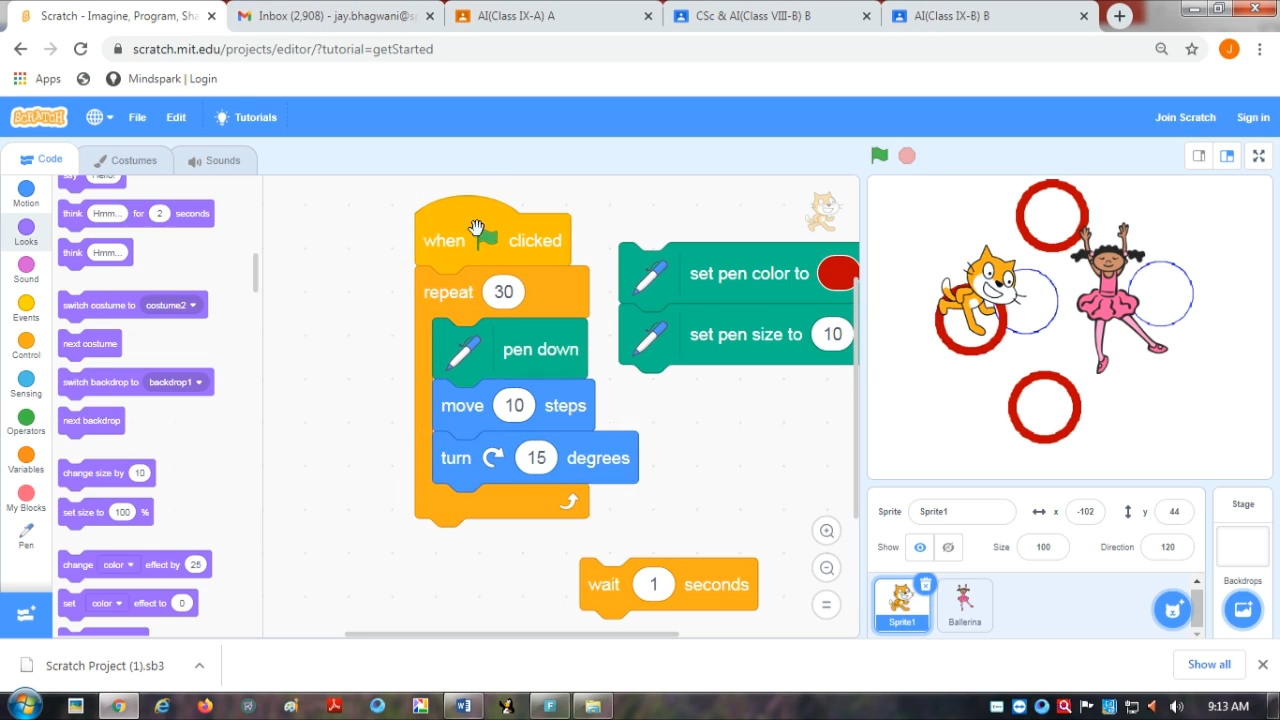 Scratch - Imagine, Program, Sha
Inbox (2,908) - jay.bhagwani@s
AI(Class IX-A) A
CSc & AI(Class VIII-B) B
AI(Class IX-B) B
scratch.mit.edu/projects/editor/?tutorial=getStarted
J
Apps
Mindspark | Login
SCRATCH
File
Edit
Tutorials
Join Scratch
Sign in
Code
Costumes
Sounds
Motion
Looks
Sound
Events
Control
Sensing
Operators
Variables
My Blocks
Pen
say Hello!
think Hmm... for 2 seconds
think Hmm...
switch costume to costume2
next costume
switch backdrop to backdrop1
next backdrop
change size by 10
set size to 100 %
change color effect by 25
set color effect to 0
when clicked
repeat 30
pen down
move 10 steps
turn 15 degrees
set pen color to
set pen size to 10
wait 1 seconds
Sprite Sprite1 x -102 y 44
Show Size 100 Direction 120
Sprite1
Ballerina
Stage
Backdrops
Scratch Project (1).sb3
Show all
9:13 AM